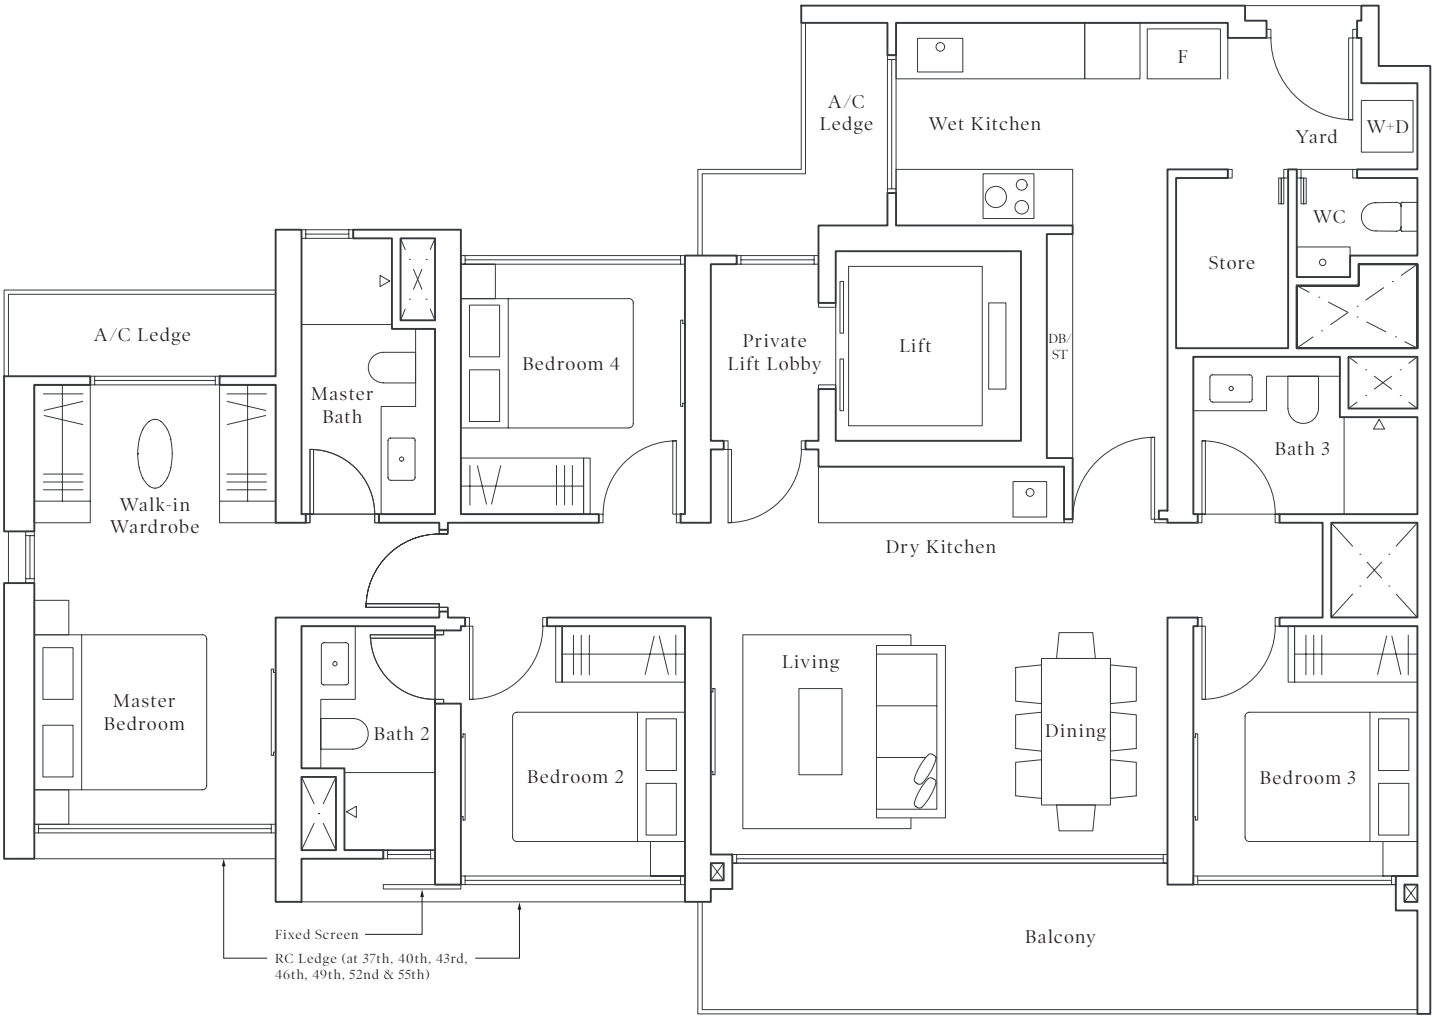 F
A/C
Ledge
Wet Kitchen
Yard
W+D
WC
Store
A/C Ledge
Private
Lift Lobby
Lift
DB/
ST
Bedroom 4
Master
Bath
Bath 3
Walk-in
Wardrobe
Dry Kitchen
Living
Master
Bedroom
Bath 2
Dining
Bedroom 2
Bedroom 3
Balcony
Fixed Screen
RC Ledge (at 37th, 40th, 43rd,
46th, 49th, 52nd & 55th)